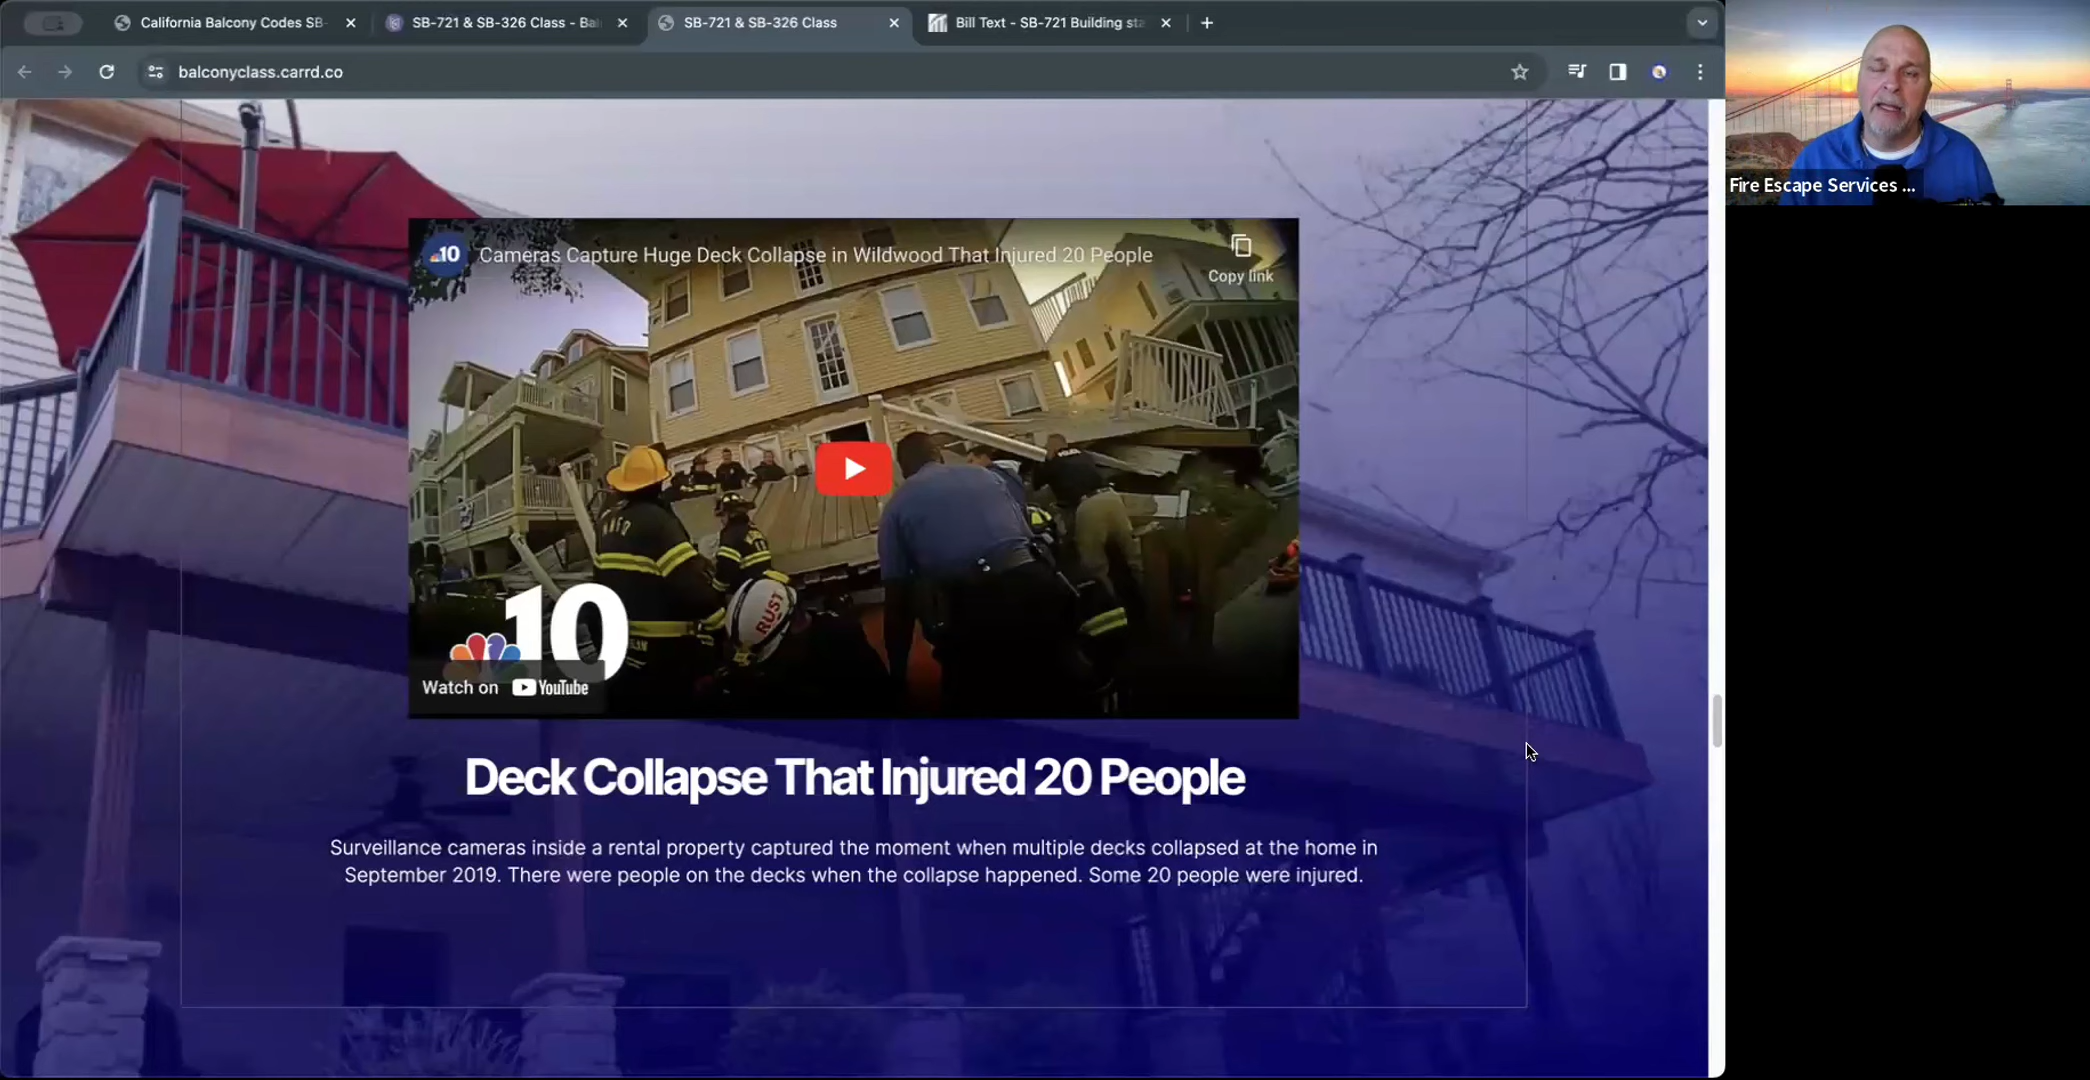 California Balcony Codes SB-
SB-721 & SB-326 Class - Bal
SB-721 & SB-326 Class
Bill Text - SB-721 Building sta
balconyclass.carrd.co
Fire Escape Services ...
10
Cameras Capture Huge Deck Collapse in Wildwood That Injured 20 People
Copy link
POLICE
WFD
RUST
10
Watch on YouTube
Deck Collapse That Injured 20 People
Surveillance cameras inside a rental property captured the moment when multiple decks collapsed at the home in
September 2019. There were people on the decks when the collapse happened. Some 20 people were injured.